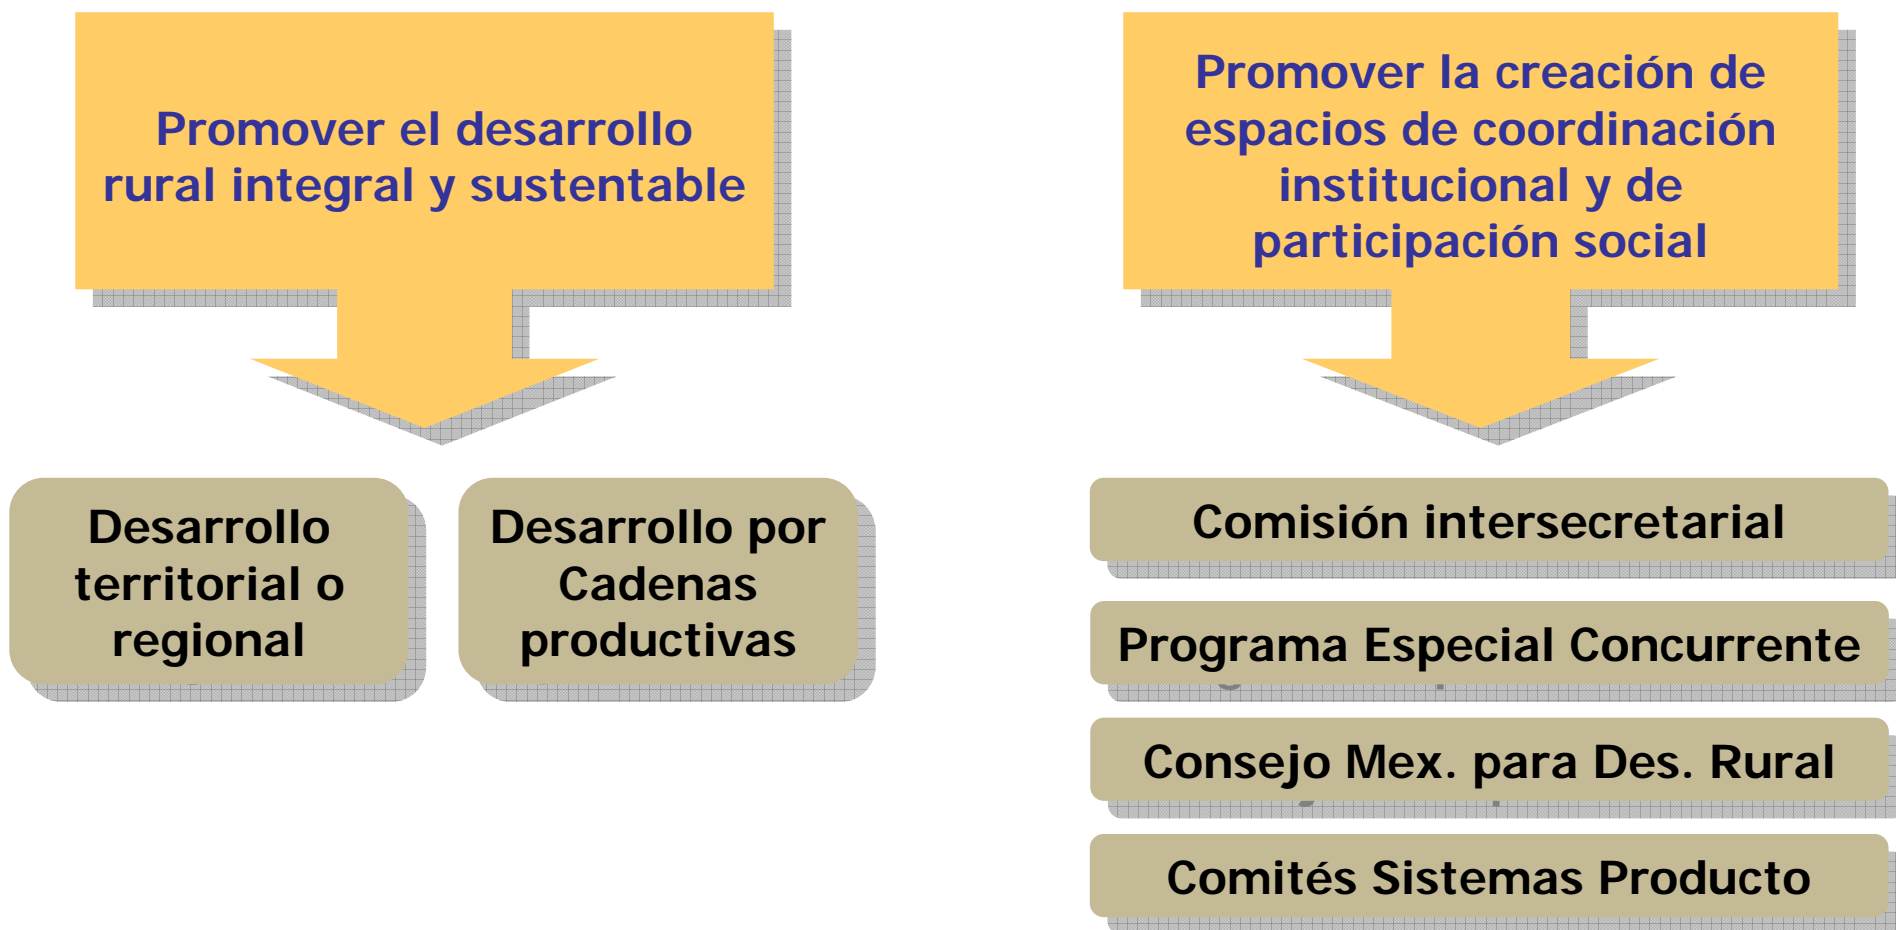 Promover el desarrollo
rural integral y sustentable
Desarrollo
territorial o
regional
Desarrollo por
Cadenas
productivas
Promover la creación de
espacios de coordinación
institucional y de
participación social
Comisión intersecretarial
Programa Especial Concurrente
Consejo Mex. para Des. Rural
Comités Sistemas Producto